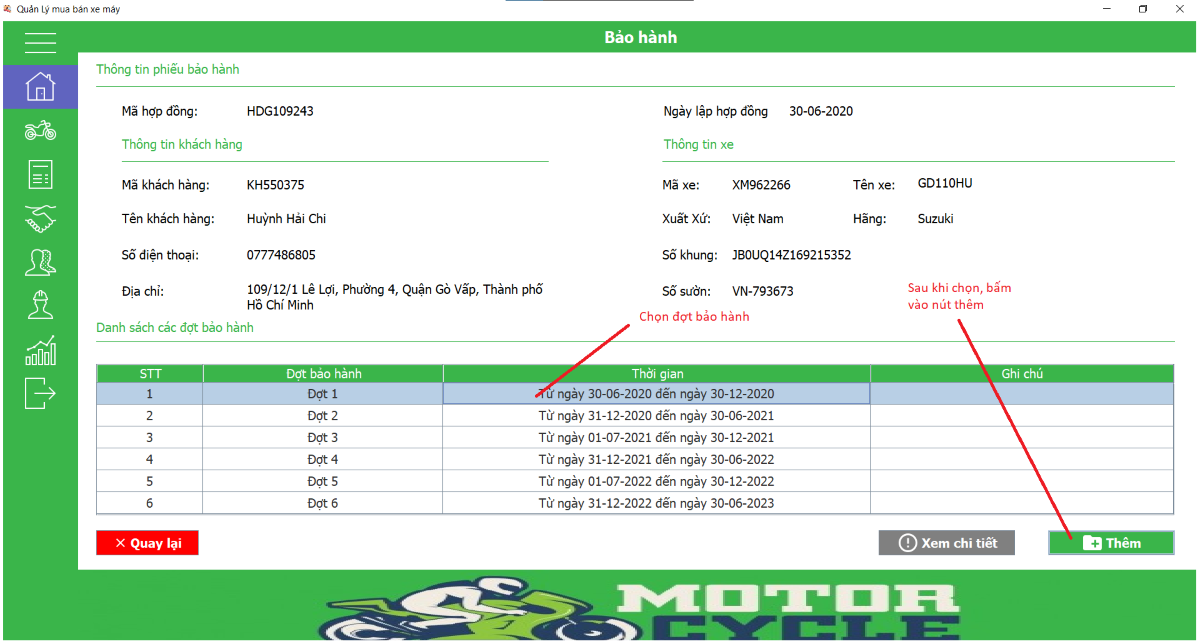 Quản Lý mua bán xe máy
Bảo hành
Thông tin phiếu bảo hành
Mã hợp đồng: HDG109243 Ngày lập hợp đồng 30-06-2020
Thông tin khách hàng Thông tin xe
Mã khách hàng: KH550375 Mã xe: XM962266 Tên xe: GD110HU
Tên khách hàng: Huỳnh Hải Chi Xuất Xứ: Việt Nam Hãng: Suzuki
Số điện thoại: 0777486805 Số khung: JB0UQ14Z169215352
Địa chỉ: 109/12/1 Lê Lợi, Phường 4, Quận Gò Vấp, Thành phố
Hồ Chí Minh
Số sườn: VN-793673
Sau khi chọn, bấm
vào nút thêm
Chọn đợt bảo hành
Danh sách các đợt bảo hành
STT Đợt bảo hành Thời gian Ghi chú
1 Đợt 1 Từ ngày 30-06-2020 đến ngày 30-12-2020
2 Đợt 2 Từ ngày 31-12-2020 đến ngày 30-06-2021
3 Đợt 3 Từ ngày 01-07-2021 đến ngày 30-12-2021
4 Đợt 4 Từ ngày 31-12-2021 đến ngày 30-06-2022
5 Đợt 5 Từ ngày 01-07-2022 đến ngày 30-12-2022
6 Đợt 6 Từ ngày 31-12-2022 đến ngày 30-06-2023
Quay lại Xem chi tiết Thêm
MOTOR
CYCLE